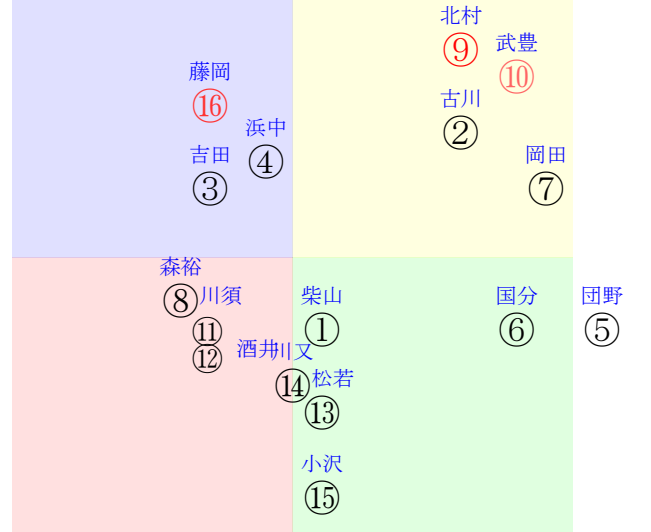 北村
⑨
武豊
⑩
藤岡
⑯
古川
②
浜中
④
吉田
③
岡田
⑦
森裕
⑧
川須
⑪
柴山
①
国分
⑥
団野
⑤
酒井
⑫
川又
⑭
松若
⑬
小沢
⑮